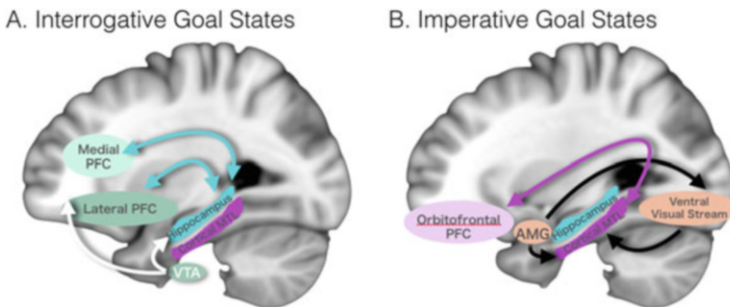 A. Interrogative Goal States
B. Imperative Goal States
Medial
PFC
Lateral PFC
Hippocampus
Cortical MTL
VTA
Orbitofrontal
PFC
AMG
Hippocampus
Cortical MTL
Ventral
Visual Stream